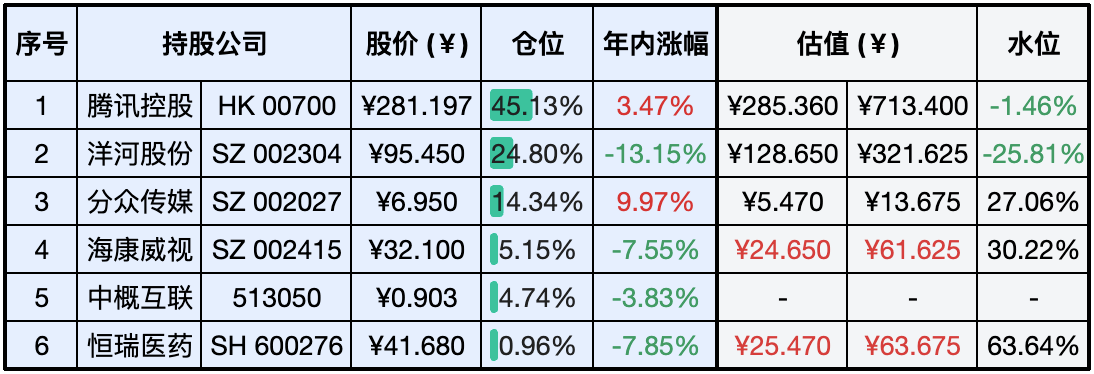 序号 持股公司 股价 (¥) 仓位 年内涨幅 估值 (¥) 水位
1 腾讯控股 HK 00700 ¥281.197 45.13% 3.47% ¥285.360 ¥713.400 -1.46%
2 洋河股份 SZ 002304 ¥95.450 24.80% -13.15% ¥128.650 ¥321.625 -25.81%
3 分众传媒 SZ 002027 ¥6.950 14.34% 9.97% ¥5.470 ¥13.675 27.06%
4 海康威视 SZ 002415 ¥32.100 5.15% -7.55% ¥24.650 ¥61.625 30.22%
5 中概互联 513050 ¥0.903 4.74% -3.83% - - -
6 恒瑞医药 SH 600276 ¥41.680 0.96% -7.85% ¥25.470 ¥63.675 63.64%